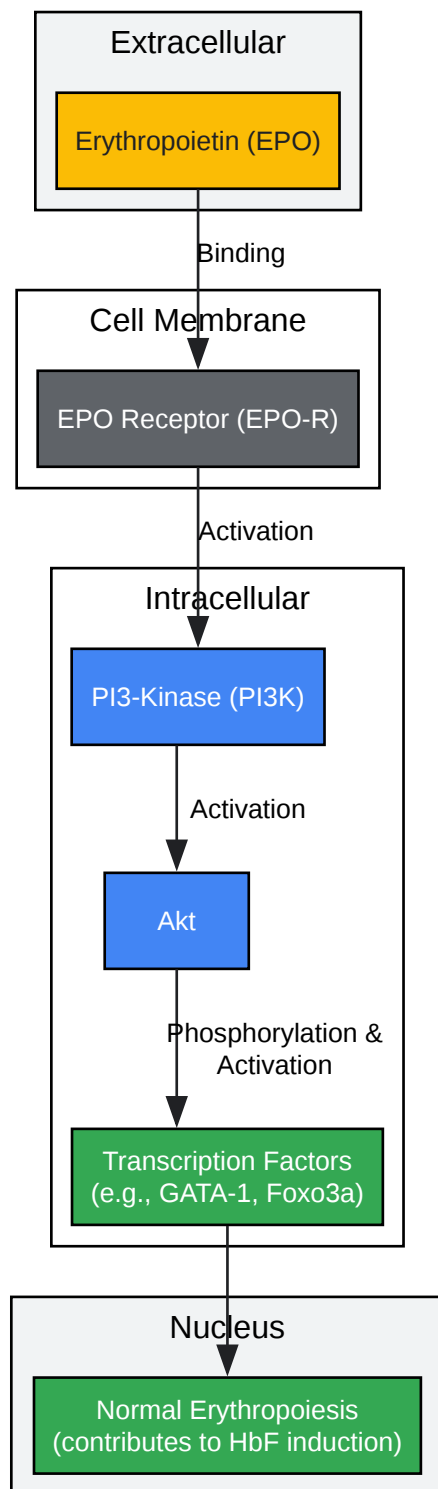 Extracellular
Erythropoietin (EPO)
Binding
Cell Membrane
EPO Receptor (EPO-R)
Activation
Intracellular
PI3-Kinase (PI3K)
Activation
Akt
Phosphorylation &
Activation
Transcription Factors
(e.g., GATA-1, Foxo3a)
Nucleus
Normal Erythropoiesis
(contributes to HbF induction)